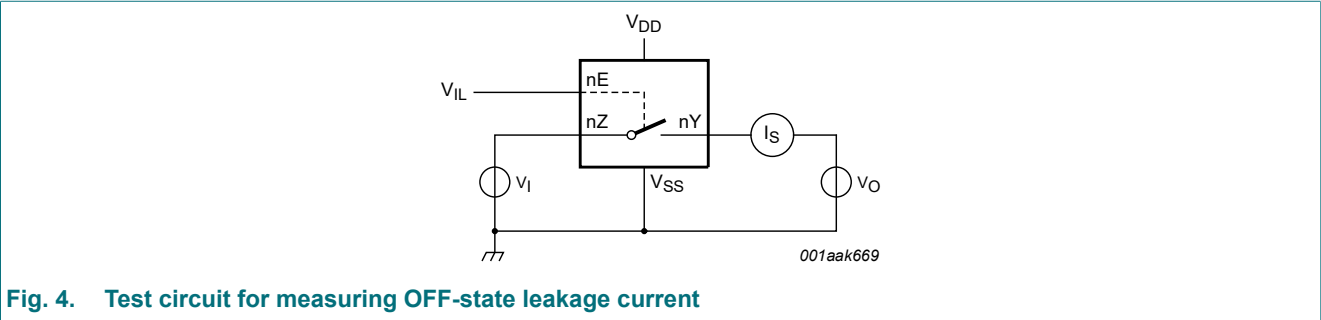 VDD
VIL
nE
nZ
nY
IS
VI
VSS
VO
001aak669
Fig. 4. Test circuit for measuring OFF-state leakage current